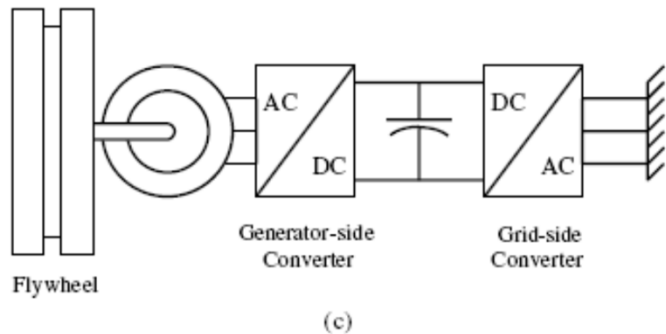 AC
DC
DC
AC
Generator-side
Converter
Grid-side
Converter
Flywheel
(c)